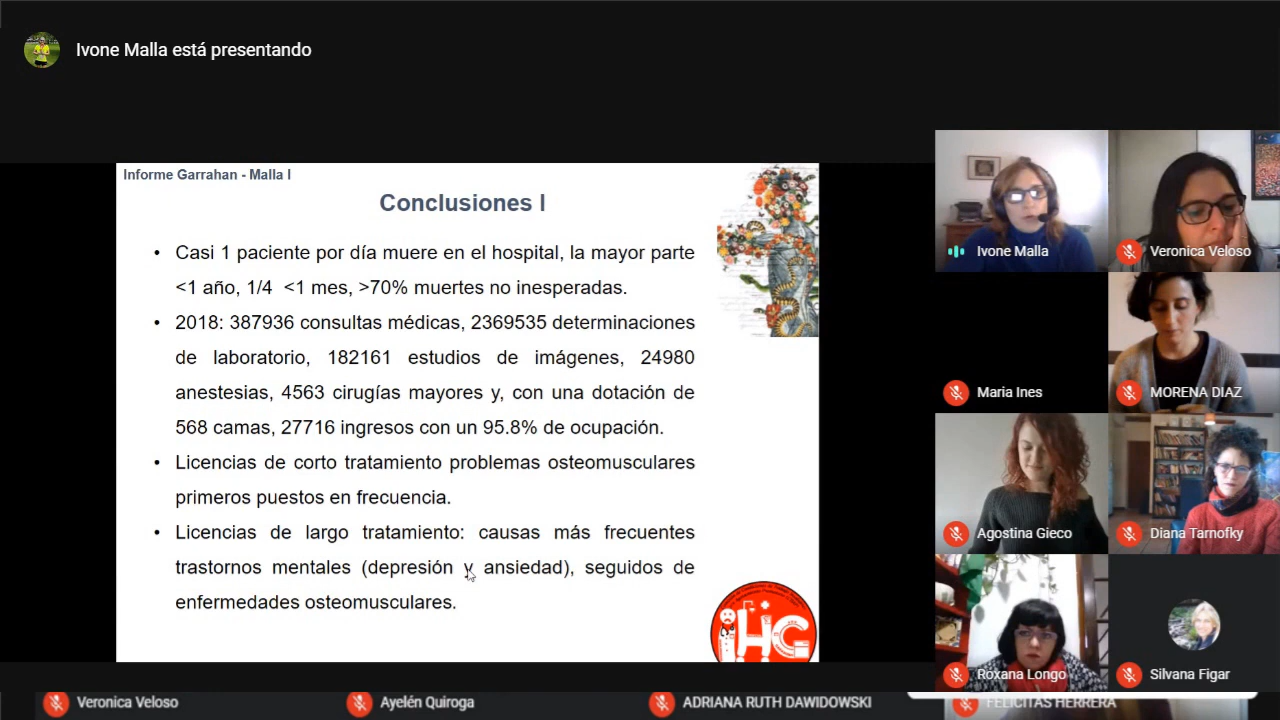 Ivone Malla está presentando
Informe Garrahan - Malla I
Conclusiones I
• Casi 1 paciente por día muere en el hospital, la mayor parte
<1 año, 1/4 <1 mes, >70% muertes no inesperadas.
• 2018: 387936 consultas médicas, 2369535 determinaciones
de laboratorio, 182161 estudios de imágenes, 24980
anestesias, 4563 cirugías mayores y, con una dotación de
568 camas, 27716 ingresos con un 95.8% de ocupación.
• Licencias de corto tratamiento problemas osteomusculares
primeros puestos en frecuencia.
• Licencias de largo tratamiento: causas más frecuentes
trastornos mentales (depresión y ansiedad), seguidos de
enfermedades osteomusculares.
iHG
Ivone Malla
Veronica Veloso
Maria Ines
MORENA DIAZ
Agostina Gieco
Diana Tarnofky
Roxana Longo
Silvana Figar
Veronica Veloso
Ayelén Quiroga
ADRIANA RUTH DAWIDOWSKI
FELICITAS HERRERA